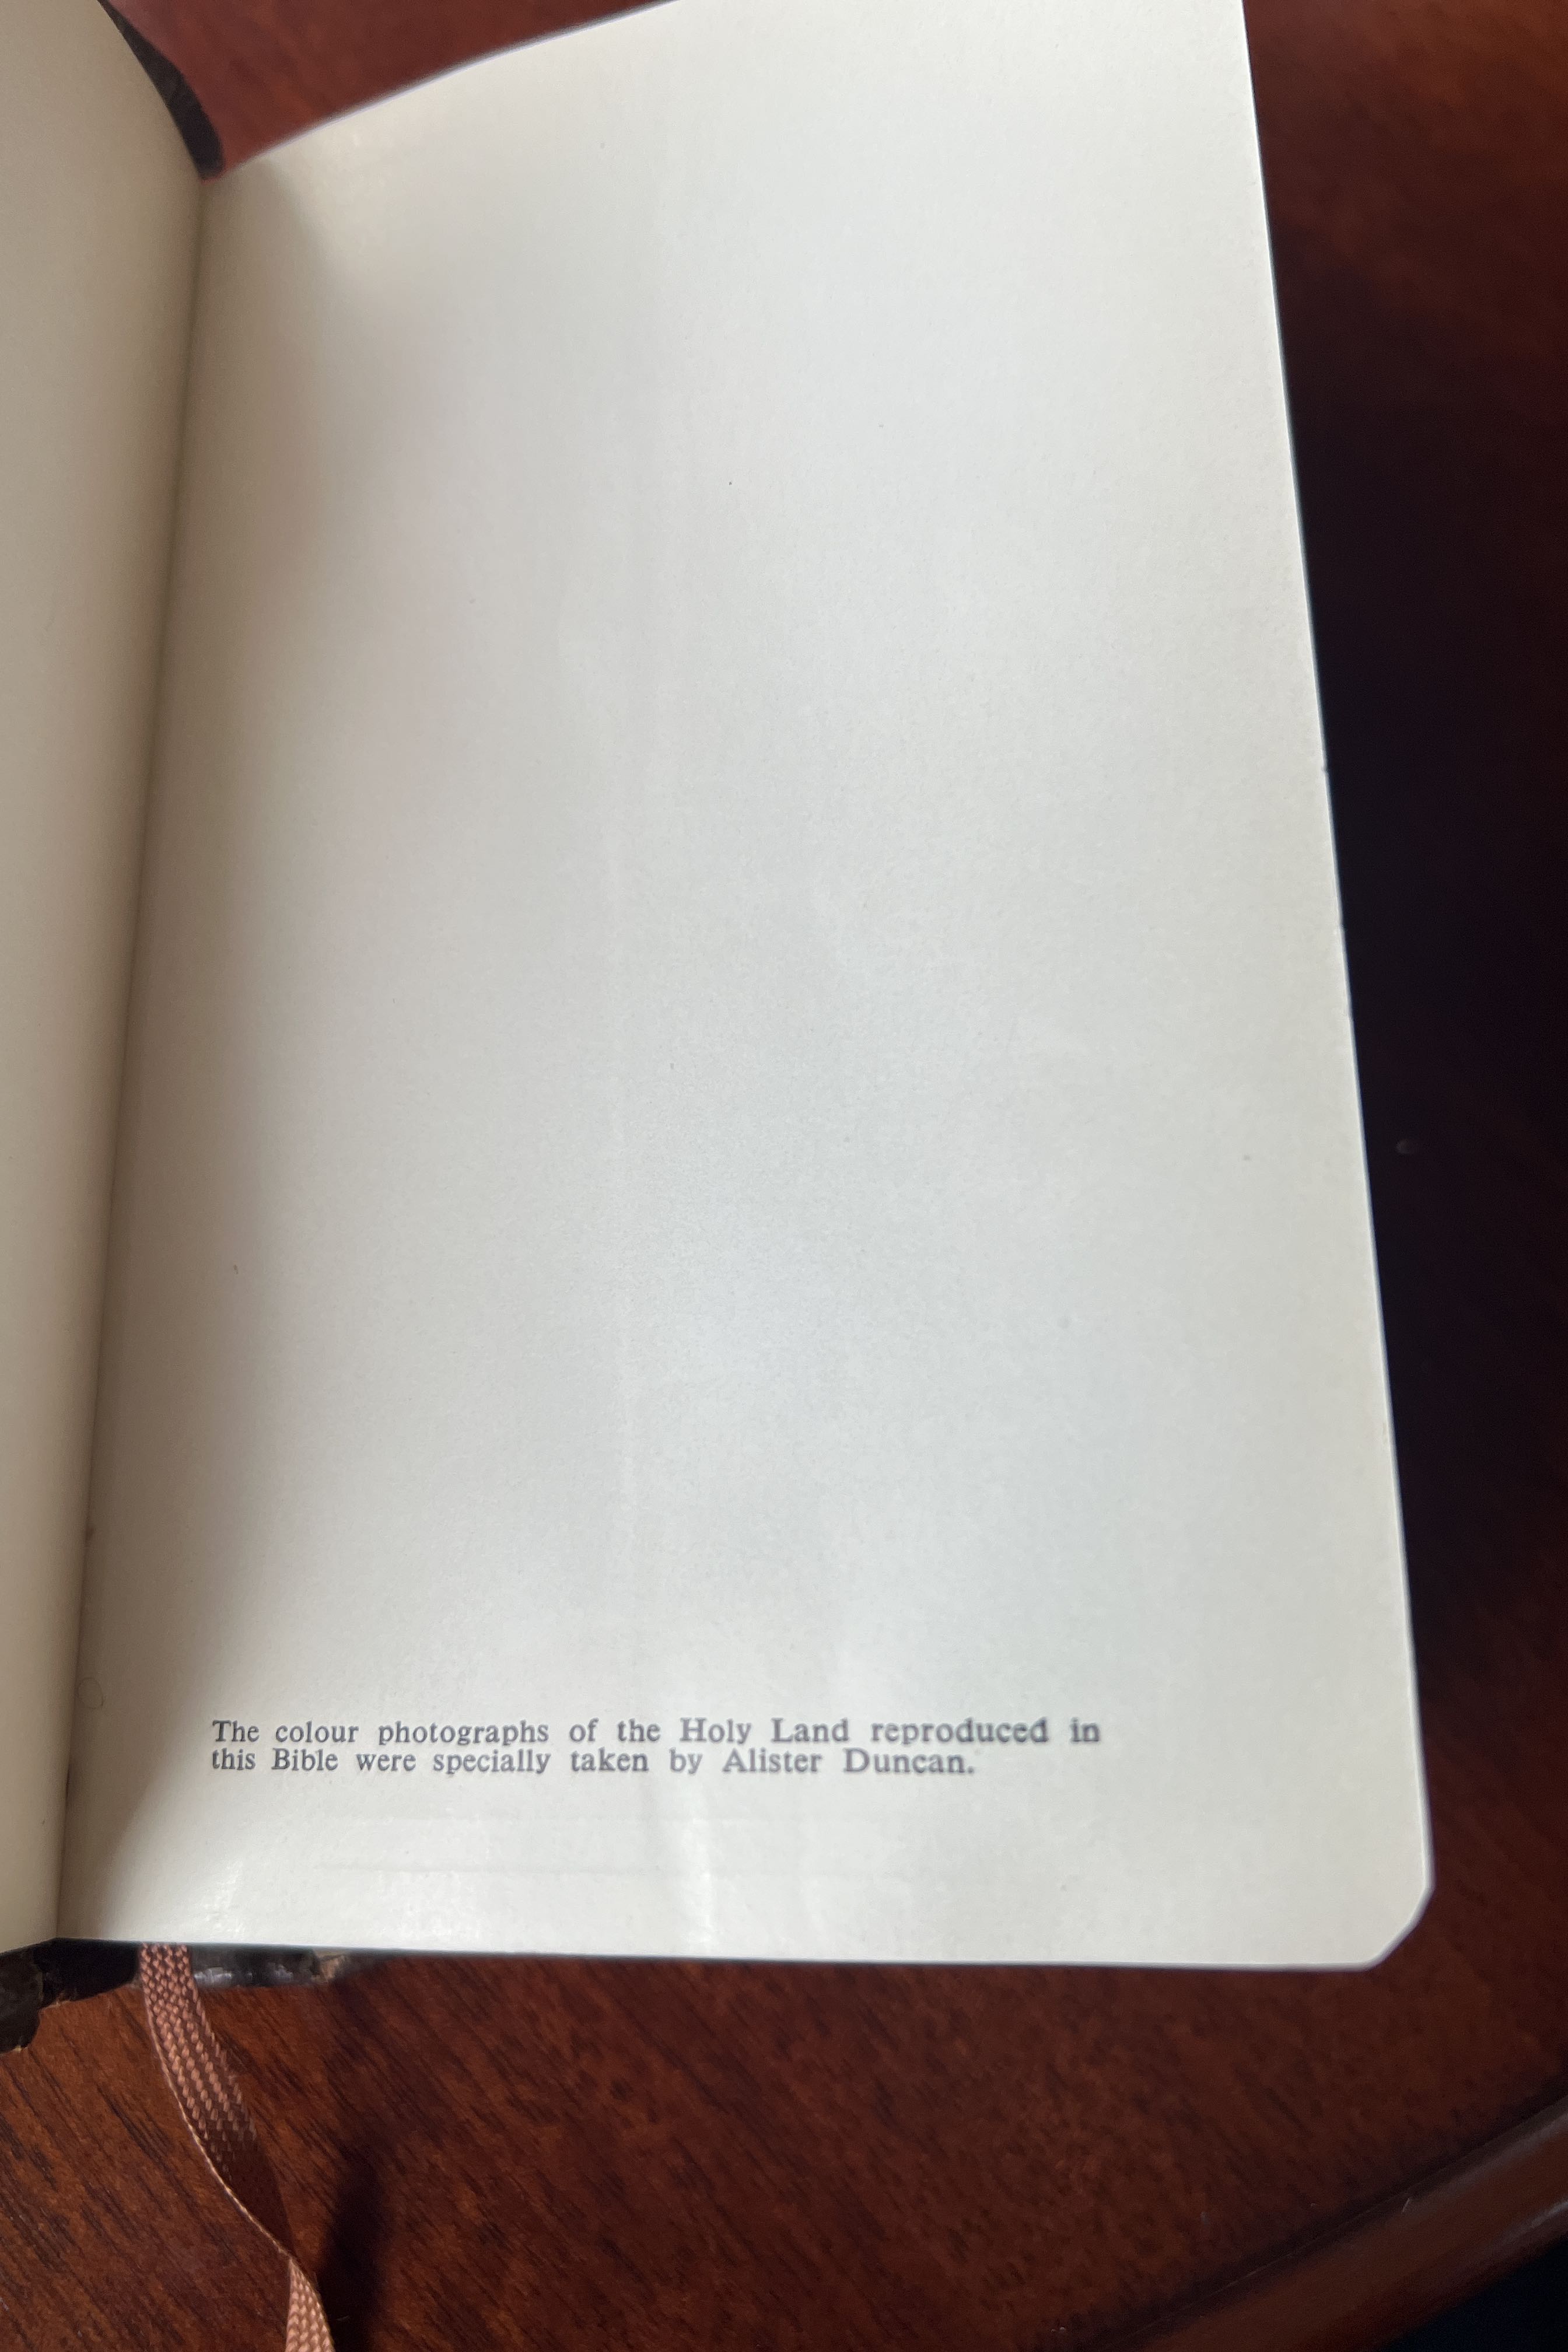 The colour photographs of the Holy Land reproduced in
this Bible were specially taken by Alister Duncan.